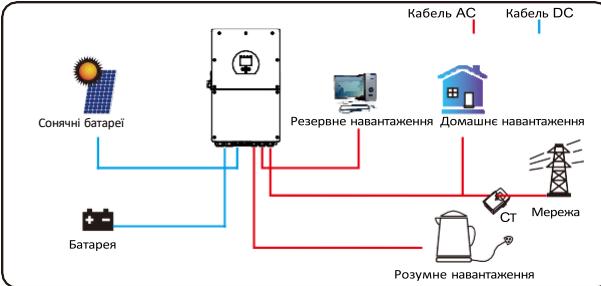 Кабель AC
Кабель DC
Сонячні батареї
Резервне навантаження
Домашнє навантаження
CT
Мережа
Батарея
Розумне навантаження